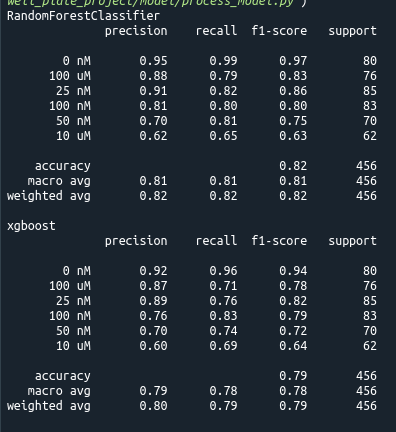 well_plate_project/model/process_model.py')
RandomForestClassifier
precision recall f1-score support
0 nM 0.95 0.99 0.97 80
100 uM 0.88 0.79 0.83 76
25 nM 0.91 0.82 0.86 85
100 nM 0.81 0.80 0.80 83
50 nM 0.70 0.81 0.75 70
10 uM 0.62 0.65 0.63 62
accuracy 0.82 456
macro avg 0.81 0.81 0.81 456
weighted avg 0.82 0.82 0.82 456
xgboost
precision recall f1-score support
0 nM 0.92 0.96 0.94 80
100 uM 0.87 0.71 0.78 76
25 nM 0.89 0.76 0.82 85
100 nM 0.76 0.83 0.79 83
50 nM 0.70 0.74 0.72 70
10 uM 0.60 0.69 0.64 62
accuracy 0.79 456
macro avg 0.79 0.78 0.78 456
weighted avg 0.80 0.79 0.79 456